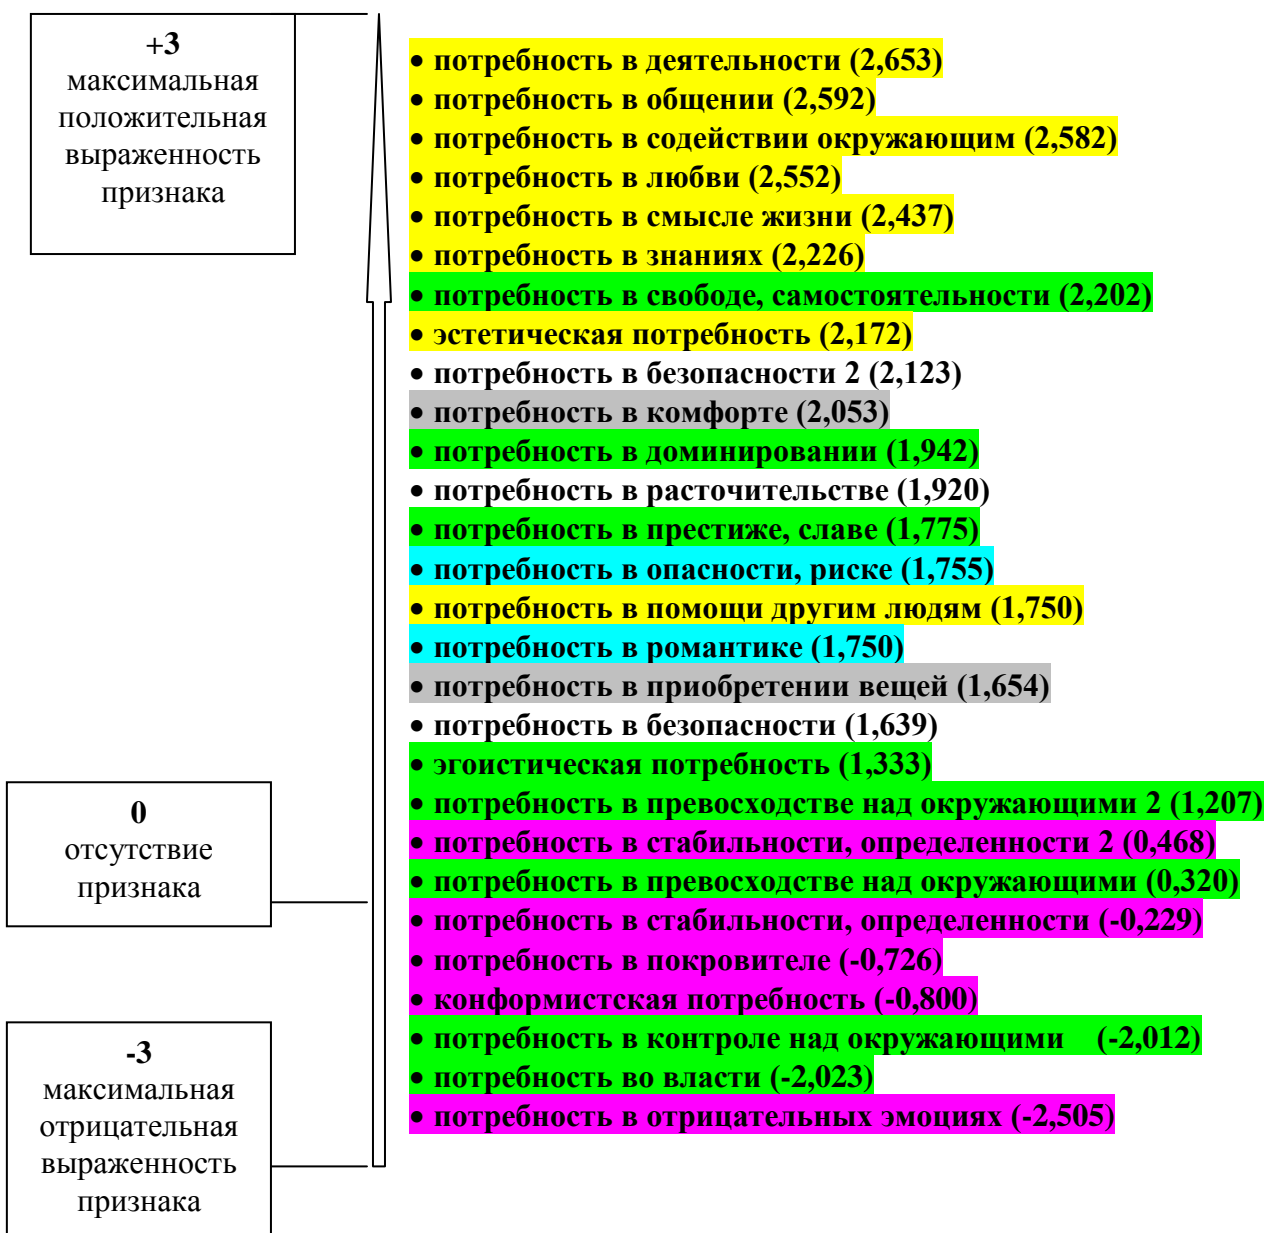 +3
максимальная
положительная
выраженность
признака
• потребность в деятельности (2,653)
• потребность в общении (2,592)
• потребность в содействии окружающим (2,582)
• потребность в любви (2,552)
• потребность в смысле жизни (2,437)
• потребность в знаниях (2,226)
• потребность в свободе, самостоятельности (2,202)
• эстетическая потребность (2,172)
• потребность в безопасности 2 (2,123)
• потребность в комфорте (2,053)
• потребность в доминировании (1,942)
• потребность в расточительстве (1,920)
• потребность в престиже, славе (1,775)
• потребность в опасности, риске (1,755)
• потребность в помощи другим людям (1,750)
• потребность в романтике (1,750)
• потребность в приобретении вещей (1,654)
• потребность в безопасности (1,639)
• эгоистическая потребность (1,333)
• потребность в превосходстве над окружающими 2 (1,207)
• потребность в стабильности, определенности 2 (0,468)
• потребность в превосходстве над окружающими (0,320)
• потребность в стабильности, определенности (-0,229)
• потребность в покровителе (-0,726)
• конформистская потребность (-0,800)
• потребность в контроле над окружающими (-2,012)
• потребность во власти (-2,023)
• потребность в отрицательных эмоциях (-2,505)
0
отсутствие
признака
-3
максимальная
отрицательная
выраженность
признака